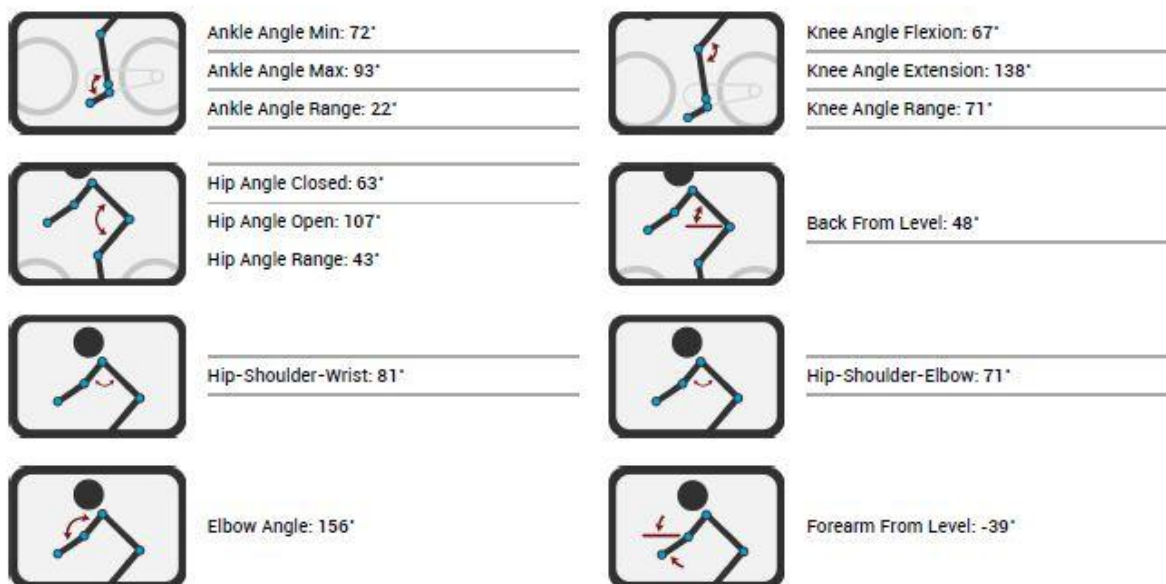 Ankle Angle Min: 72°
Ankle Angle Max: 93°
Ankle Angle Range: 22°
Knee Angle Flexion: 67°
Knee Angle Extension: 138°
Knee Angle Range: 71°
Hip Angle Closed: 63°
Hip Angle Open: 107°
Hip Angle Range: 43°
Back From Level: 48°
Hip-Shoulder-Wrist: 81°
Hip-Shoulder-Elbow: 71°
Elbow Angle: 156°
Forearm From Level: -39°